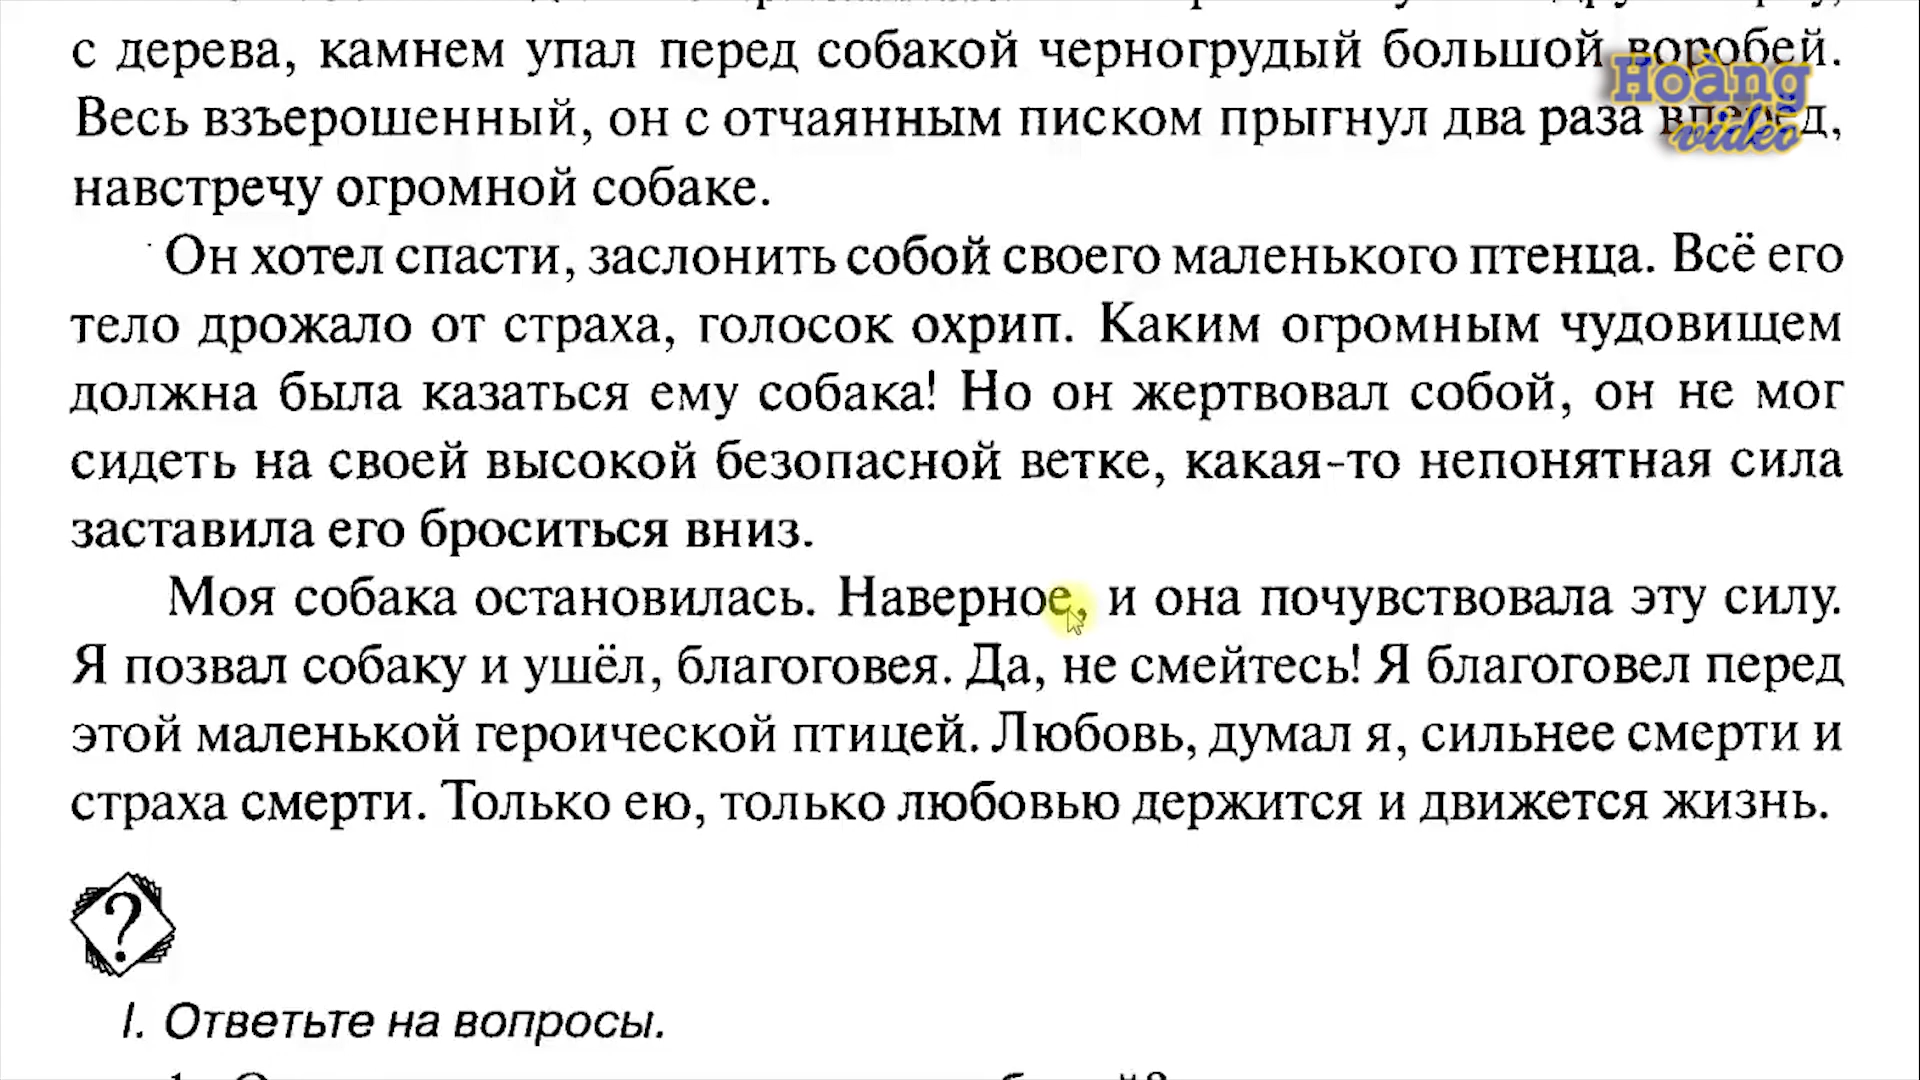 с дерева, камнем упал перед собакой черногрудый большой воробей.
Весь взъерошенный, он с отчаянным писком прыгнул два раза вперёд,
навстречу огромной собаке.
Он хотел спасти, заслонить собой своего маленького птенца. Всё его
тело дрожало от страха, голосок охрип. Каким огромным чудовищем
должна была казаться ему собака! Но он жертвовал собой, он не мог
сидеть на своей высокой безопасной ветке, какая-то непонятная сила
заставила его броситься вниз.
Моя собака остановилась. Наверное, и она почувствовала эту силу.
Я позвал собаку и ушёл, благоговея. Да, не смейтесь! Я благоговел перед
этой маленькой героической птицей. Любовь, думал я, сильнее смерти и
страха смерти. Только ею, только любовью держится и движется жизнь.
?
I. Ответьте на вопросы.
Hoàng
video